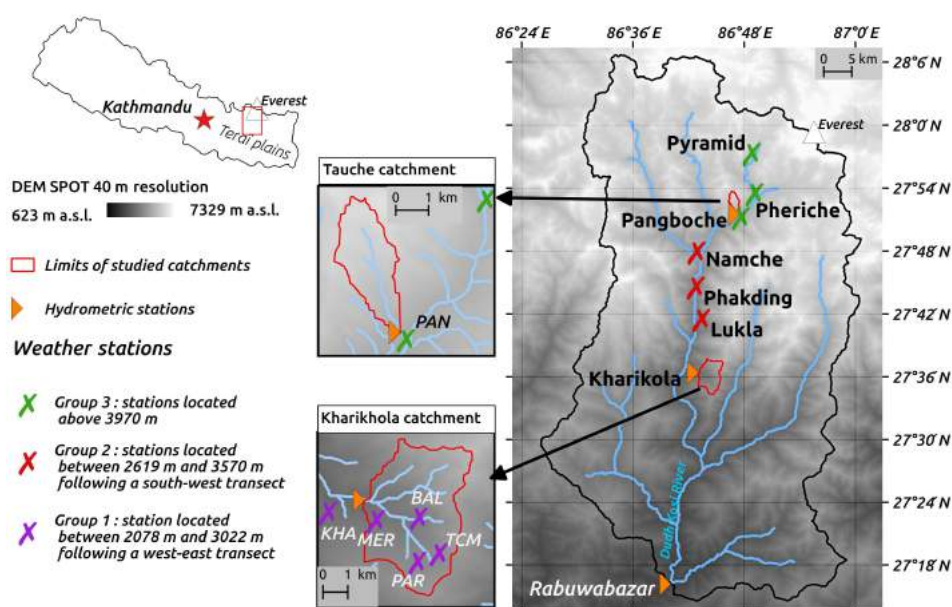 Everest
Kathmandu
Terai plains
DEM SPOT 40 m resolution
623 m a.s.l.
7329 m a.s.l.
Limits of studied catchments
Hydrometric stations
Weather stations
Group 3 : stations located
above 3970 m
Group 2 : stations located
between 2619 m and 3570 m
following a south-west transect
Group 1 : station located
between 2078 m and 3022 m
following a west-east transect
Tauche catchment
0 1 km
PAN
Kharikhola catchment
BAL
KHA
MER
TCM
PAR
0 1 km
86°24 E
86°36 E
86°48 E
87°0 E
0 5 km
28°6 N
28°0 N
27°54 N
27°48 N
27°42 N
27°36 N
27°30 N
27°24 N
27°18 N
Everest
Pyramid
Pheriche
Pangboche
Namche
Phakding
Lukla
Kharikola
Dudh Kosi River
Rabuwabazar